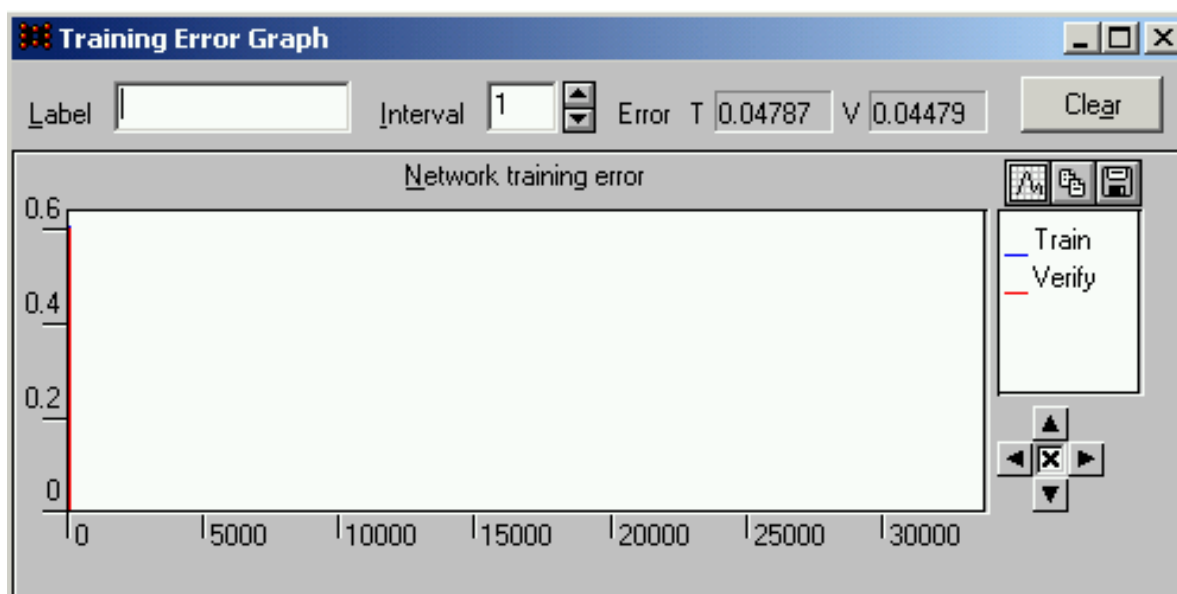 Training Error Graph
Label Interval 1 Error T 0.04787 V 0.04479 Clear
Network training error
0.6
Train
Verify
0.4
0.2
0
0 5000 10000 15000 20000 25000 30000